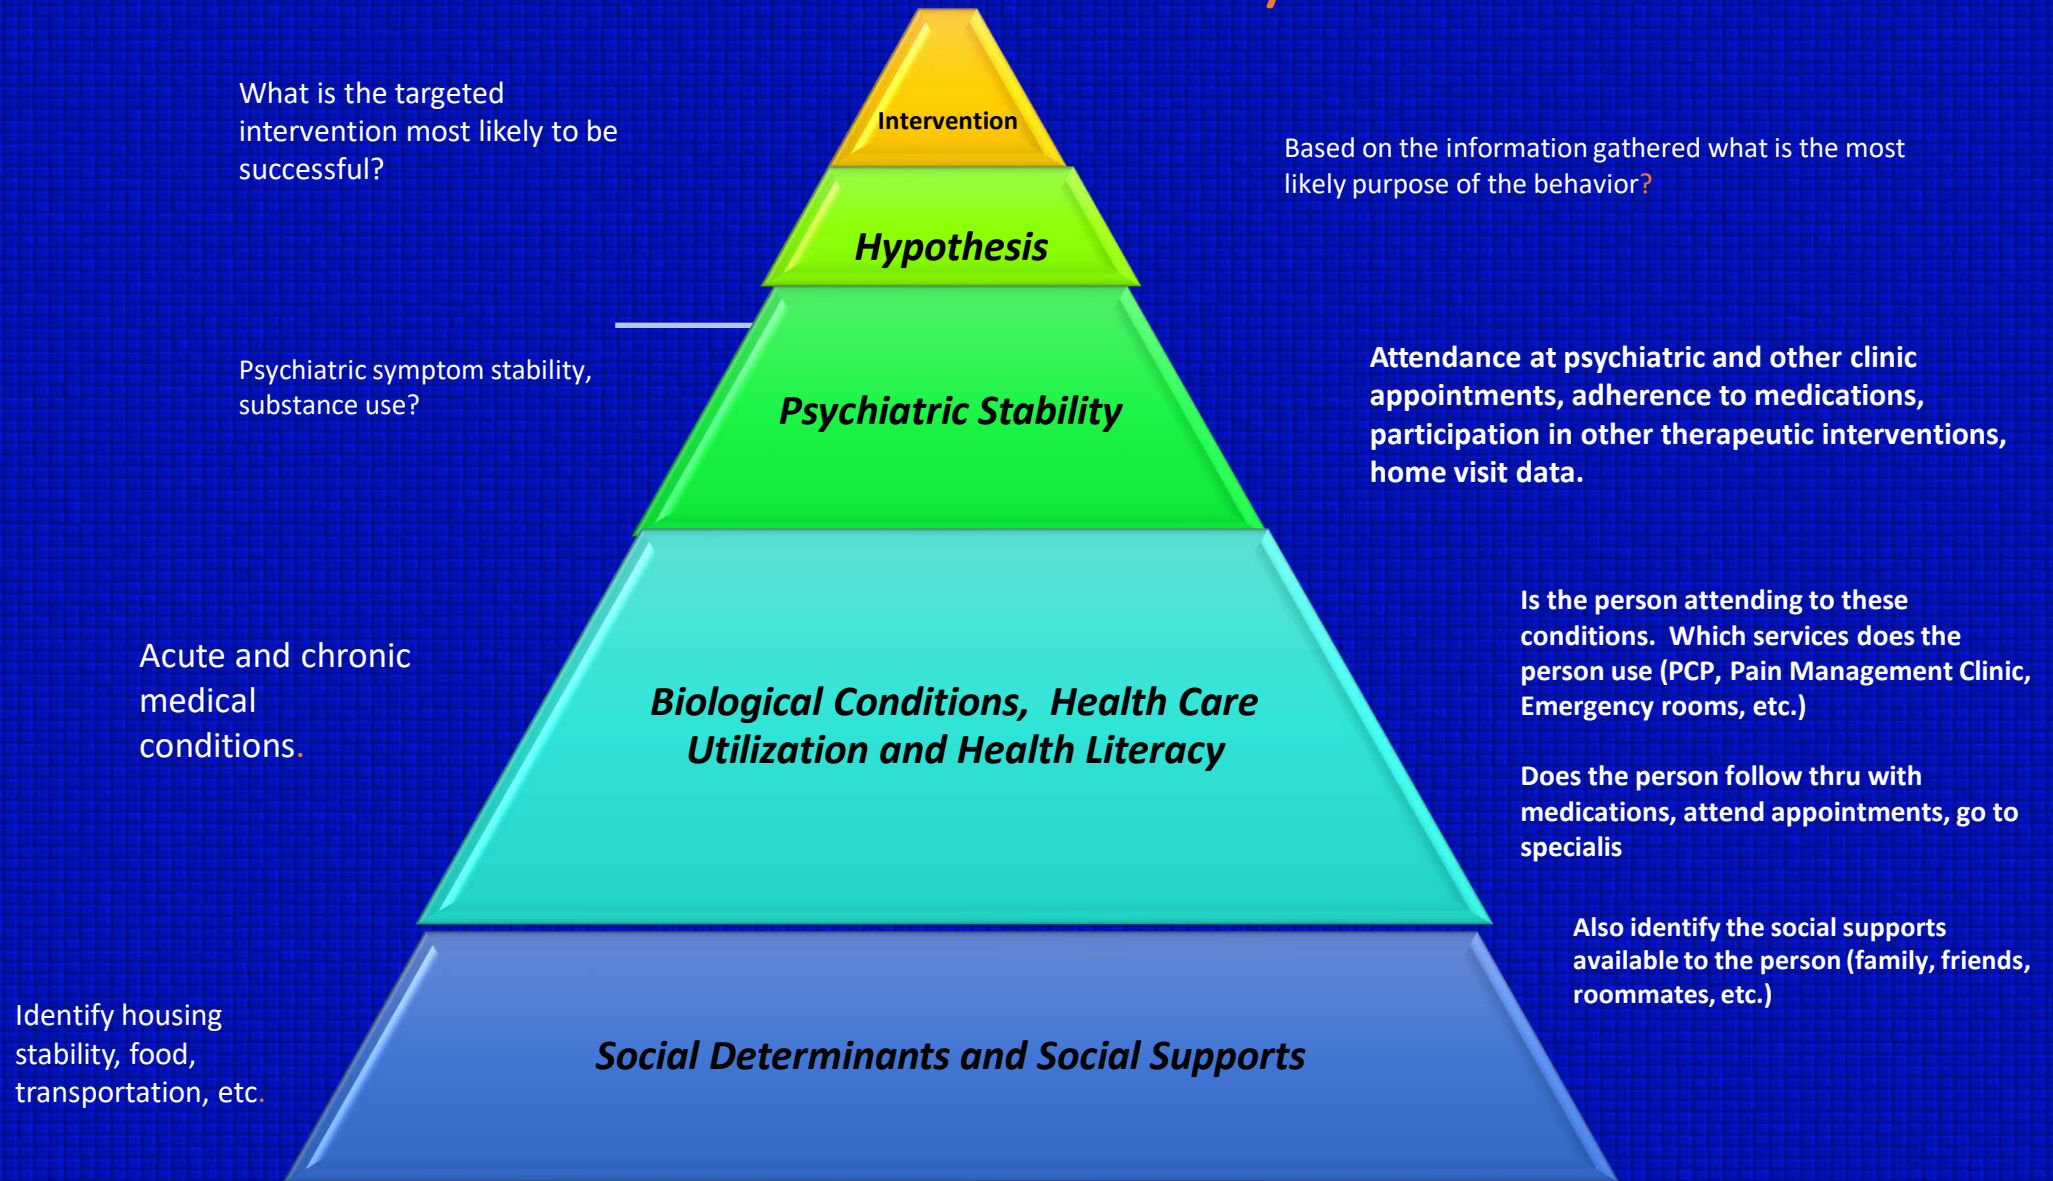 What is the targeted
intervention most likely to be
successful?
Intervention
Based on the information gathered what is the most
likely purpose of the behavior?
Hypothesis
Psychiatric symptom stability,
substance use?
Psychiatric Stability
Attendance at psychiatric and other clinic
appointments, adherence to medications,
participation in other therapeutic interventions,
home visit data.
Acute and chronic
medical
conditions.
Biological Conditions,  Health Care
Utilization and Health Literacy
Is the person attending to these
conditions.  Which services does the
person use (PCP, Pain Management Clinic,
Emergency rooms, etc.)
Does the person follow thru with
medications, attend appointments, go to
specialis
Also identify the social supports
available to the person (family, friends,
roommates, etc.)
Identify housing
stability, food,
transportation, etc.
Social Determinants and Social Supports